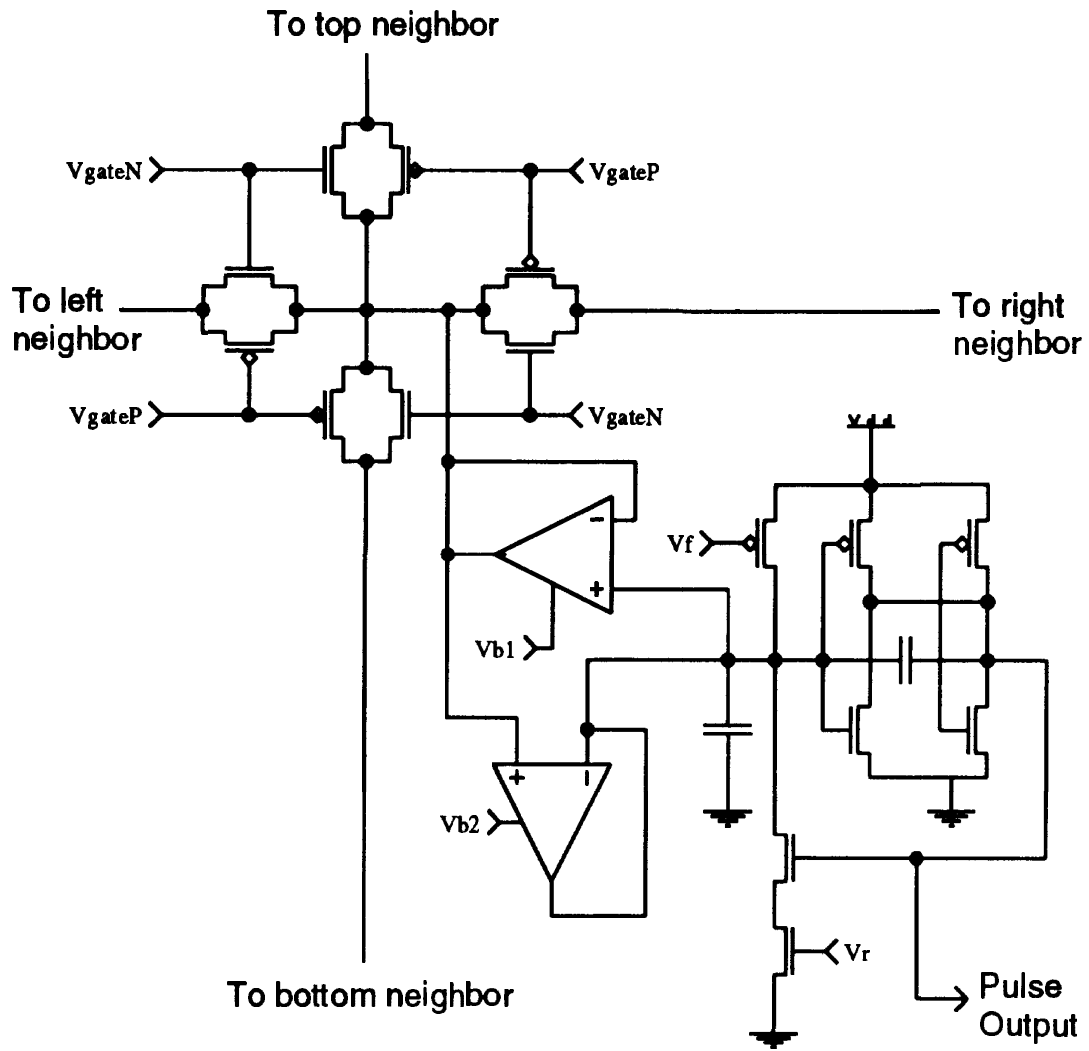 To top neighbor
VgateN
VgateP
To left
neighbor
To right
neighbor
VgateP
VgateN
Vdd
-
Vf
+
Vb1
+
-
Vb2
Vr
To bottom neighbor
Pulse
Output